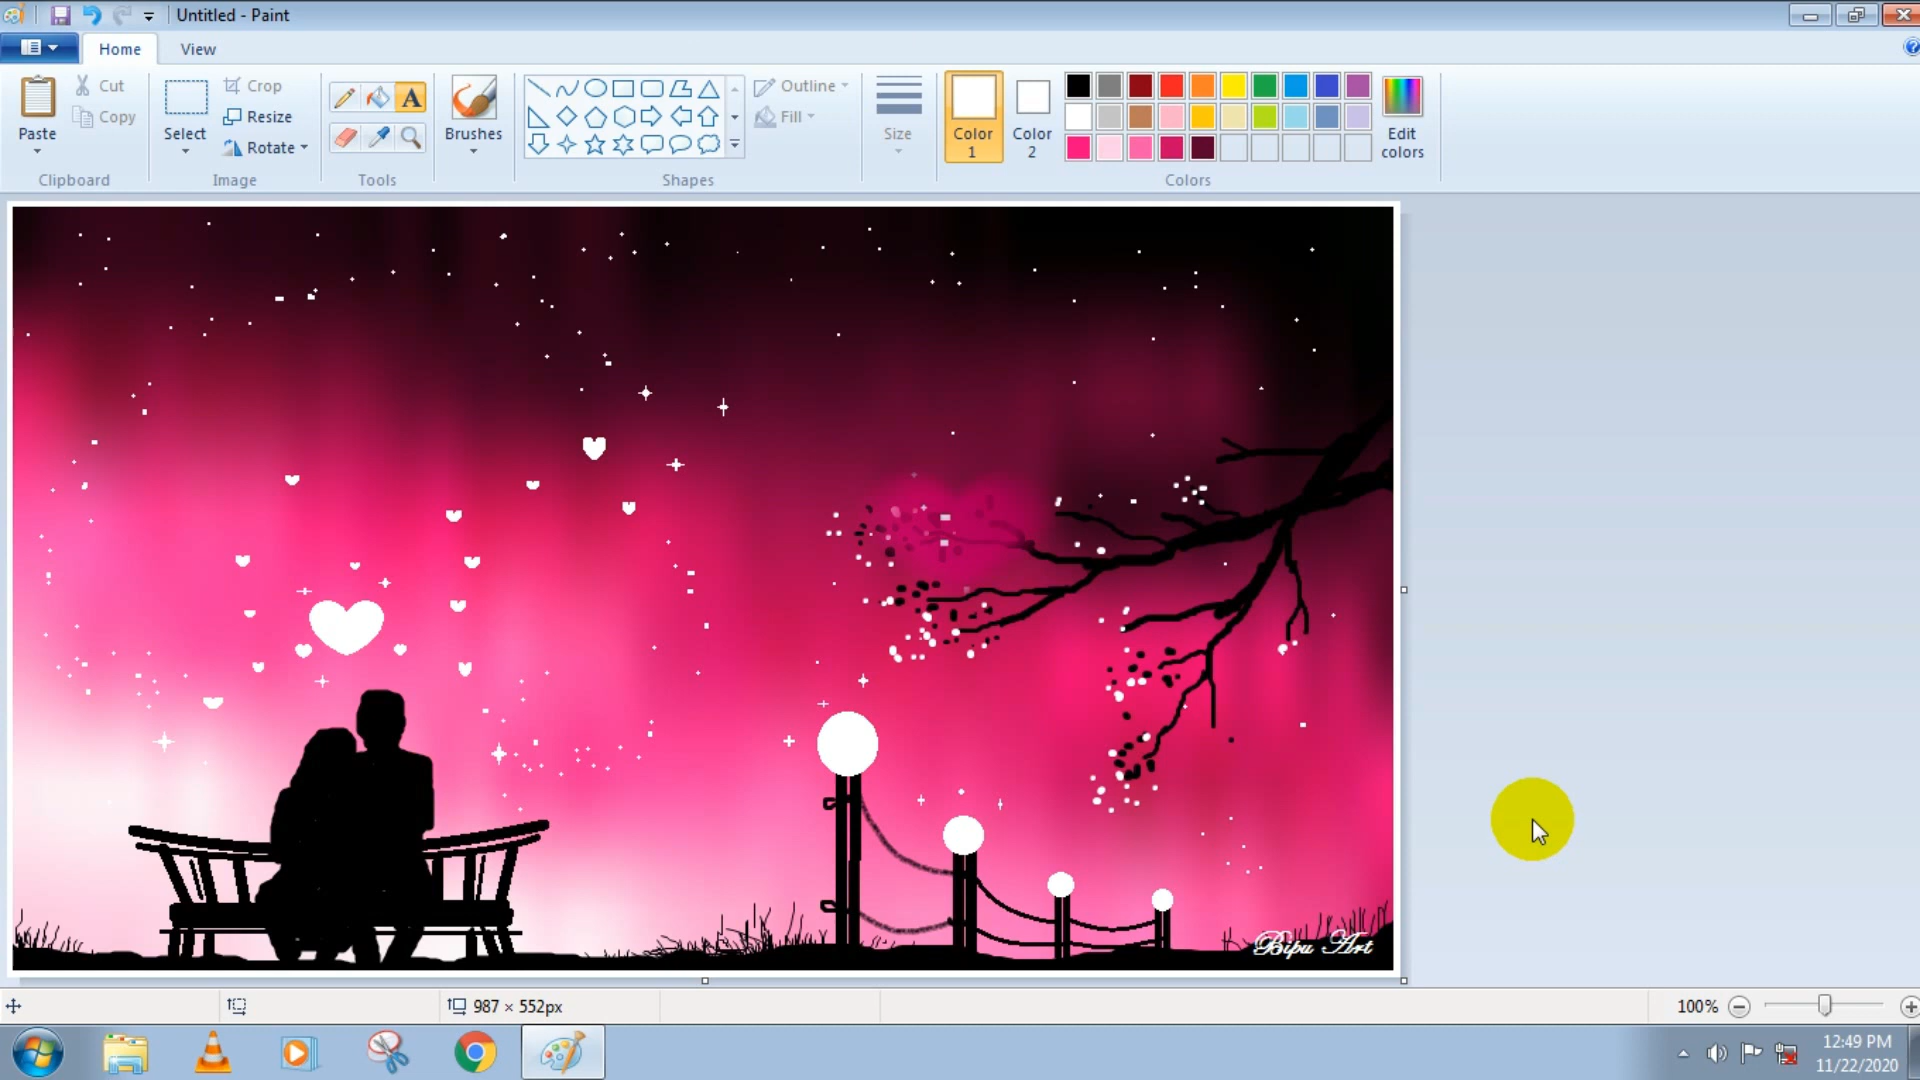 Untitled - Paint
Home
View
Paste
Cut
Copy
Clipboard
Select
Crop
Resize
Rotate
Image
A
Tools
Brushes
Shapes
Outline
Fill
Size
Color
1
Color
2
Edit
colors
Colors
Bipu Art
987 × 552px
100%
12:49 PM
11/22/2020